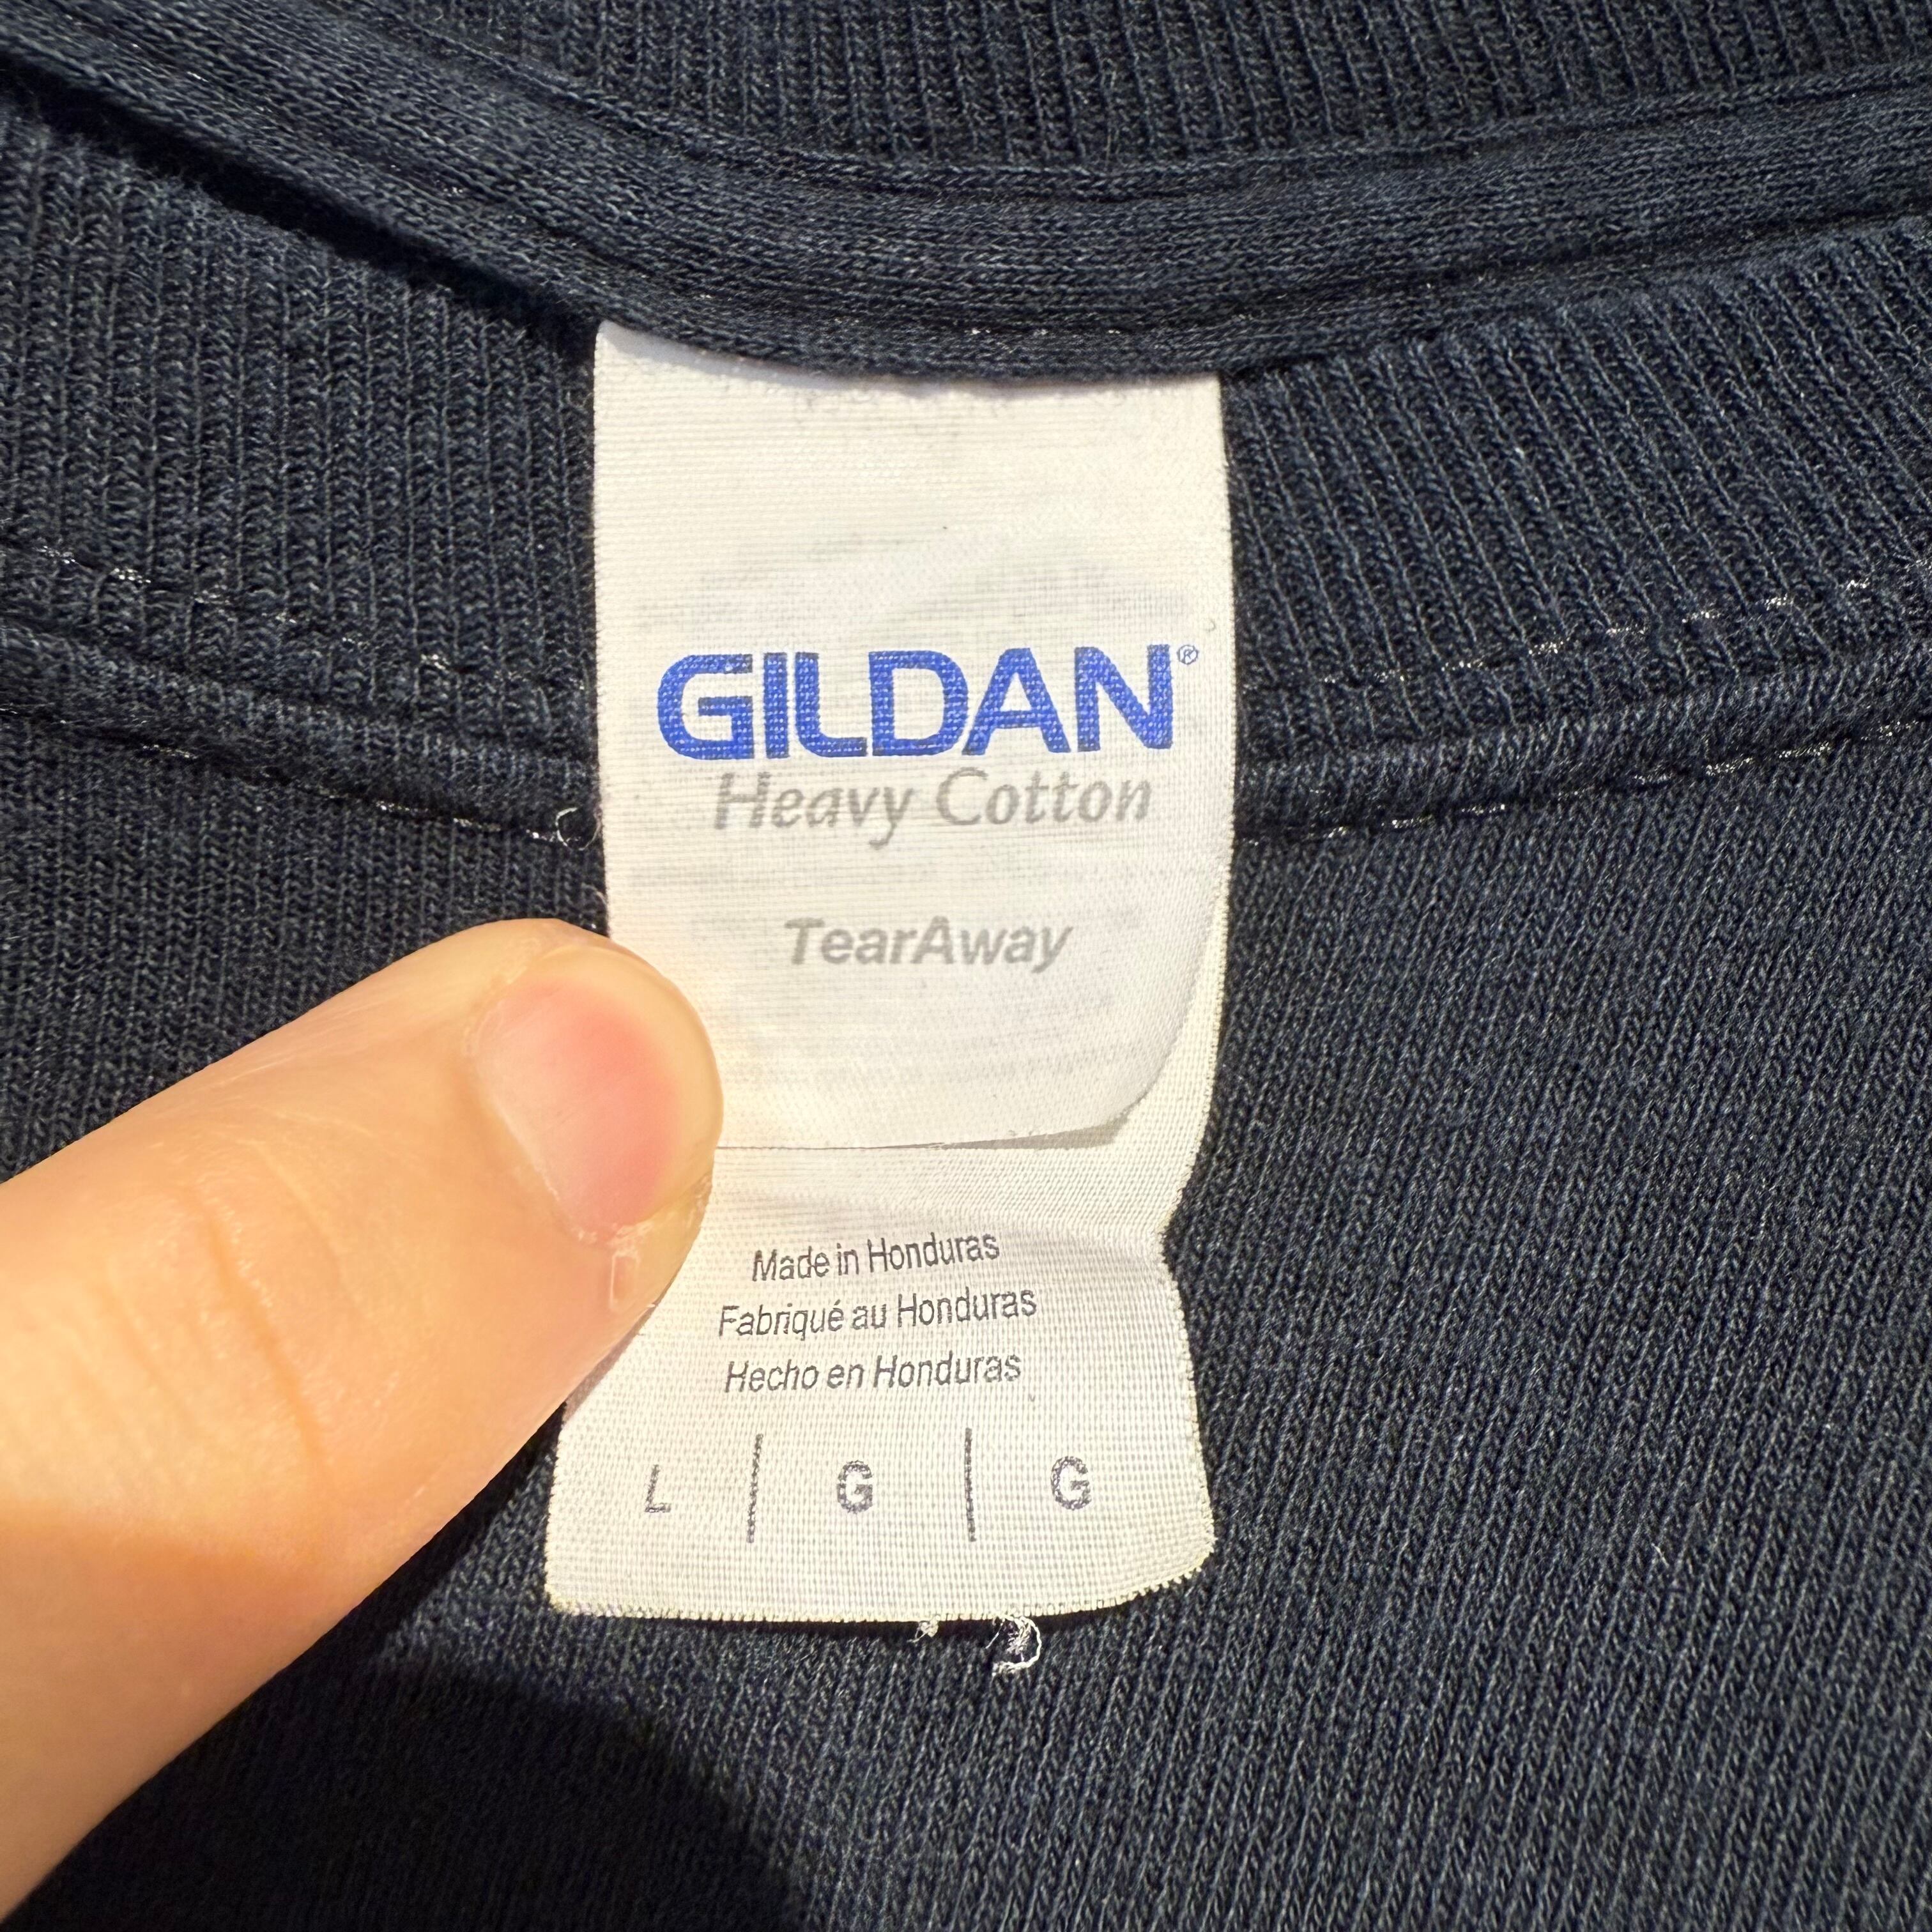 GILDAN®
Heavy Cotton
TearAway
Made in Honduras
Fabriqué au Honduras
Hecho en Honduras
L | G | G